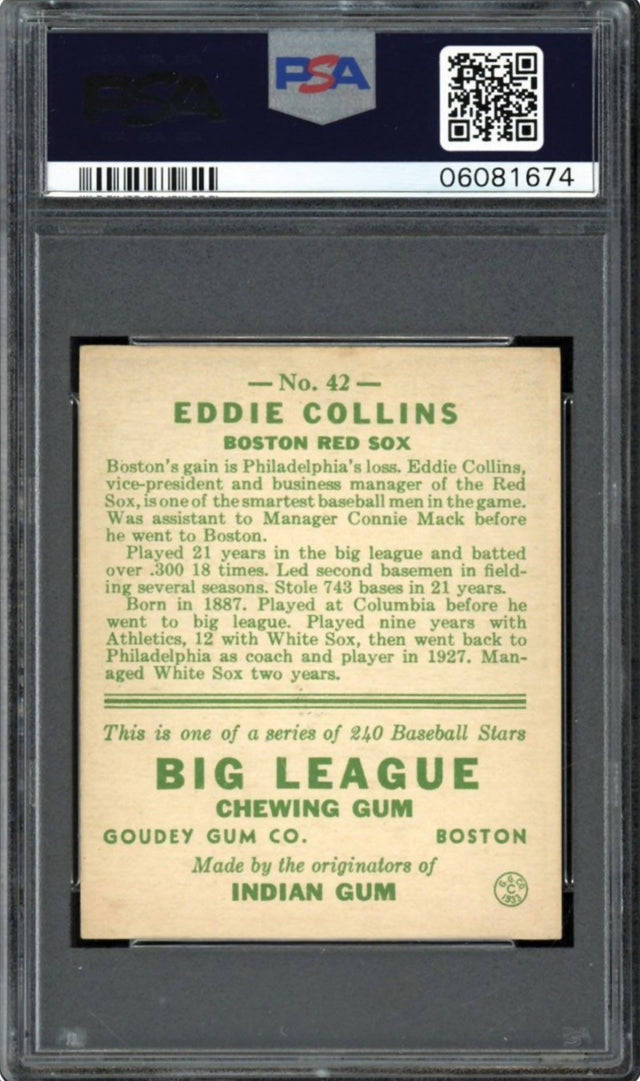 PSA
PSA
06081674
— No. 42 —
EDDIE COLLINS
BOSTON RED SOX
Boston's gain is Philadelphia's loss. Eddie Collins,
vice-president and business manager of the Red
Sox, is one of the smartest baseball men in the game.
Was assistant to Manager Connie Mack before
he went to Boston.
Played 21 years in the big league and batted
over .300 18 times. Led second basemen in field-
ing several seasons. Stole 743 bases in 21 years.
Born in 1887. Played at Columbia before he
went to big league. Played nine years with
Athletics, 12 with White Sox, then went back to
Philadelphia as coach and player in 1927. Man-
aged White Sox two years.
This is one of a series of 240 Baseball Stars
BIG LEAGUE
CHEWING GUM
GOUDEY GUM CO. BOSTON
Made by the originators of
INDIAN GUM
G. G. Co.
C
1933